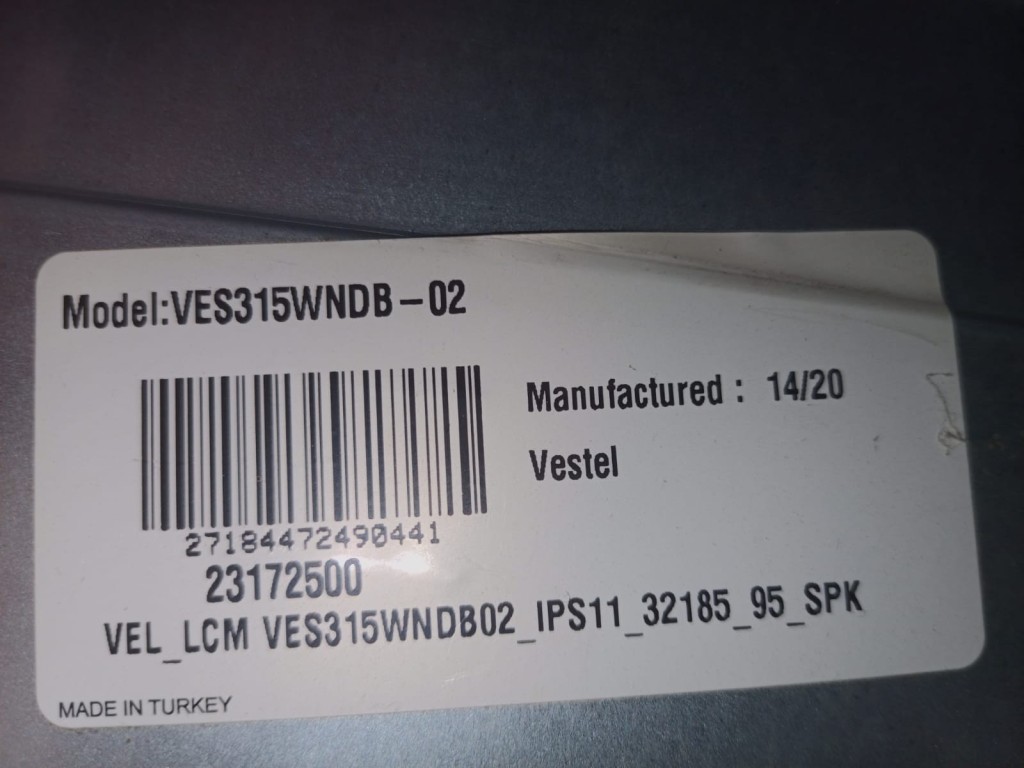 Model:VES315WNDB-02
Manufactured : 14/20
Vestel
27184472490441
23172500
VEL_LCM VES315WNDB02_IPS11_32185_95_SPK
MADE IN TURKEY